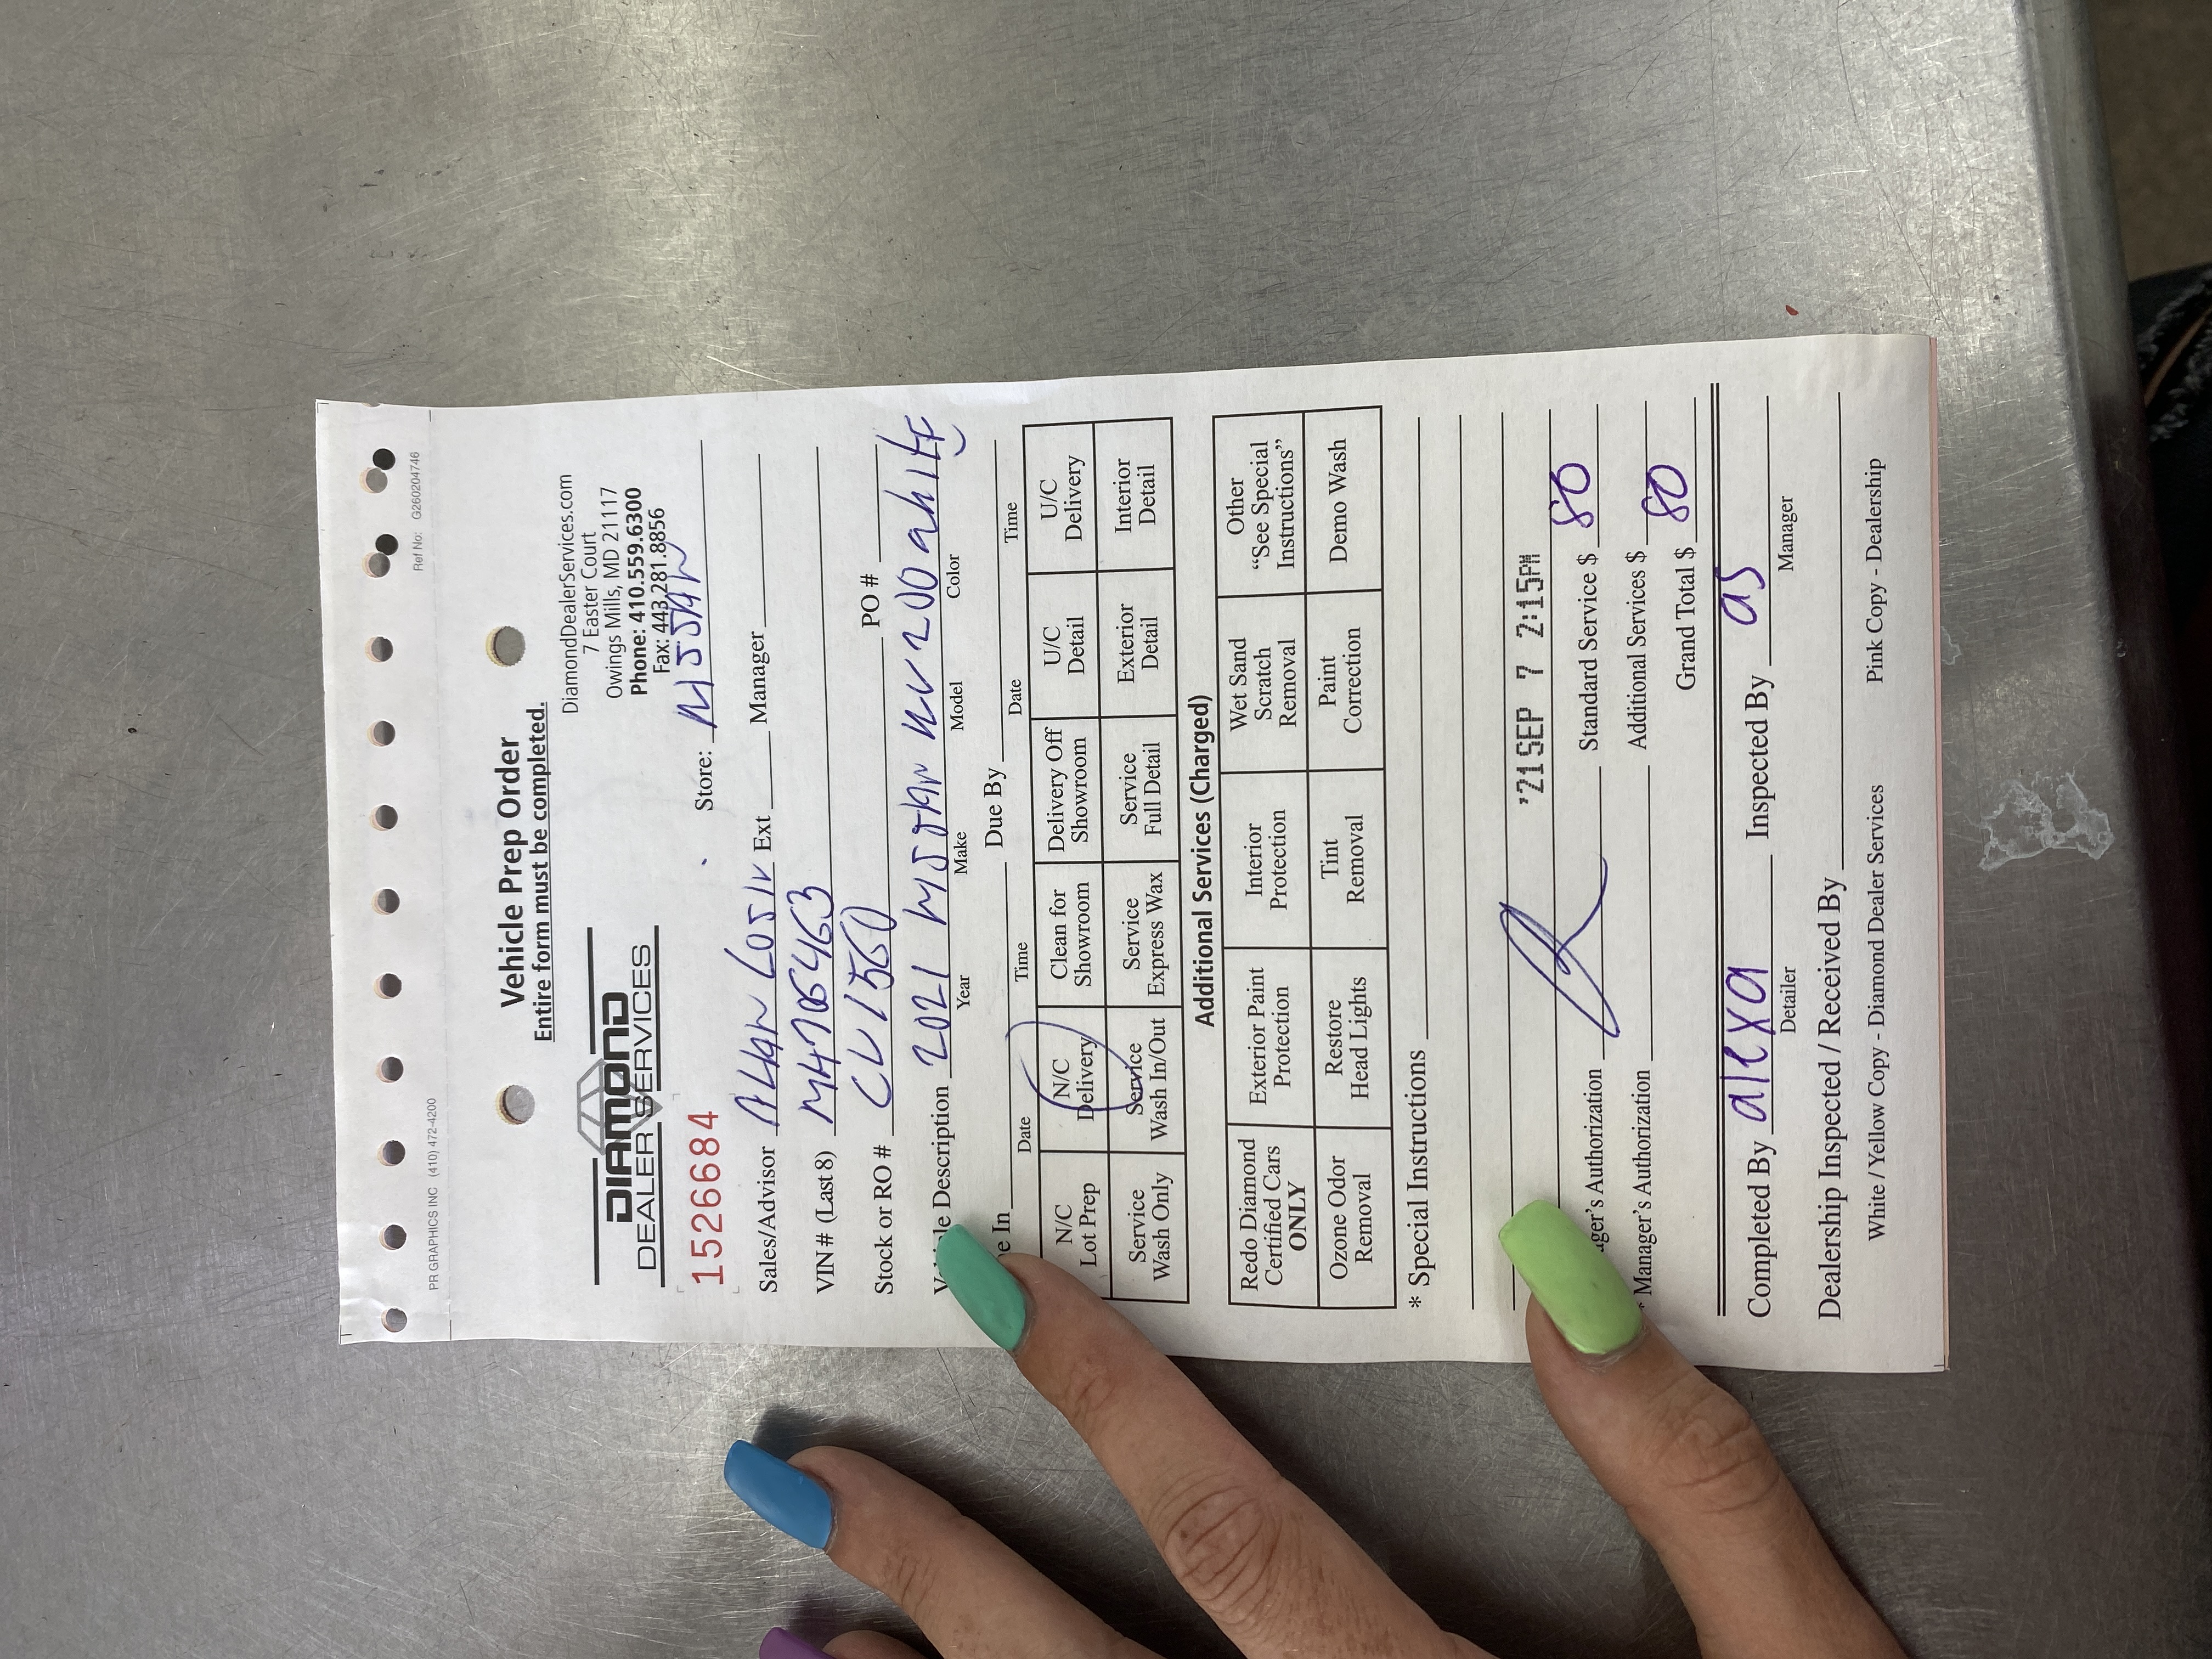 PR GRAPHICS INC (410) 472-4200
Ref No: G260204746
Vehicle Prep Order
Entire form must be completed.
DIAMOND
DEALER SERVICES
DiamondDealerServices.com
7 Easter Court
Owings Mills, MD 21117
Phone: 410.559.6300
Fax: 443.281.8856
1526684
Store: NISSAN
Sales/Advisor ALLAN Ext Manager
VIN # (Last 8)
Stock or RO # PO #
Vehicle Description 2021 NISSAN NV200 white
Year Make Model Color
Due By
Date Time Date Time
N/C Lot Prep N/C Delivery Clean for Showroom Delivery Off Showroom U/C Detail U/C Delivery
Service Wash Only Service Wash In/Out Service Express Wax Service Full Detail Exterior Detail Interior Detail
Additional Services (Charged)
Redo Diamond Certified Cars ONLY Exterior Paint Protection Interior Protection Wet Sand Scratch Removal Other "See Special Instructions"
Ozone Odor Removal Restore Head Lights Tint Removal Paint Correction Demo Wash
* Special Instructions
'21 SEP 7 2:15PM
Authorization Standard Service $ 80
* Manager's Authorization Additional Services $
Grand Total $ 80
Completed By alexa Inspected By as
Detailer Manager
Dealership Inspected / Received By
White / Yellow Copy - Diamond Dealer Services Pink Copy - Dealership